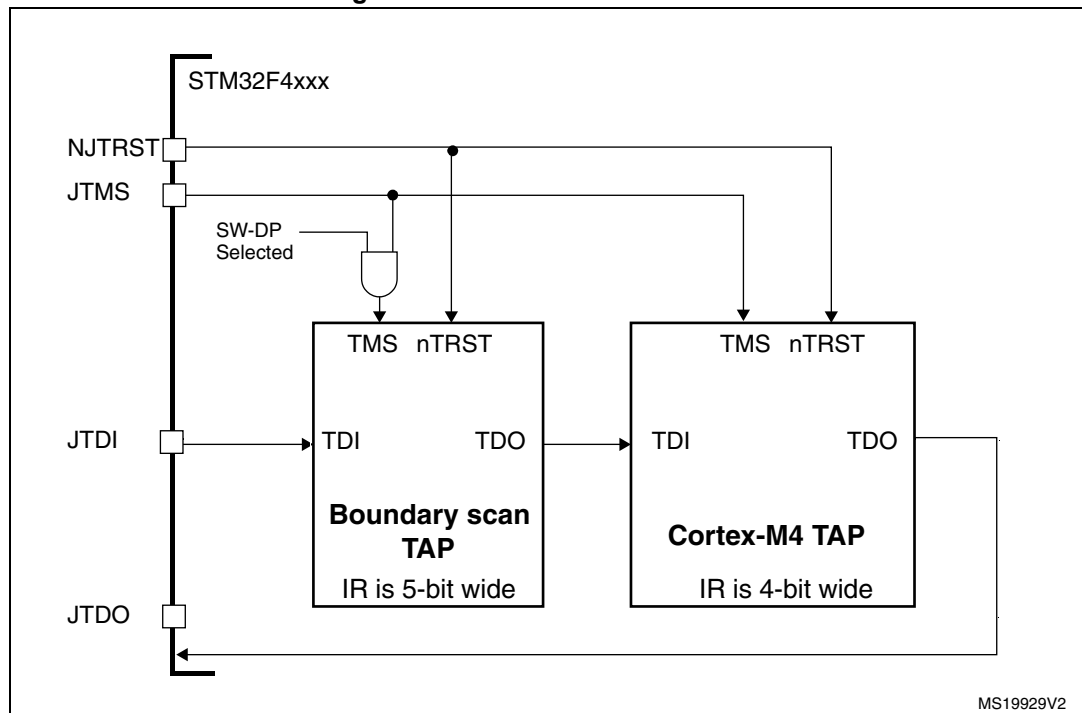 STM32F4xxx
NJTRST
JTMS
SW-DP
Selected
TMS nTRST
TMS nTRST
JTDI
TDI
TDO
TDI
TDO
Boundary scan
TAP
Cortex-M4 TAP
IR is 5-bit wide
IR is 4-bit wide
JTDO
MS19929V2